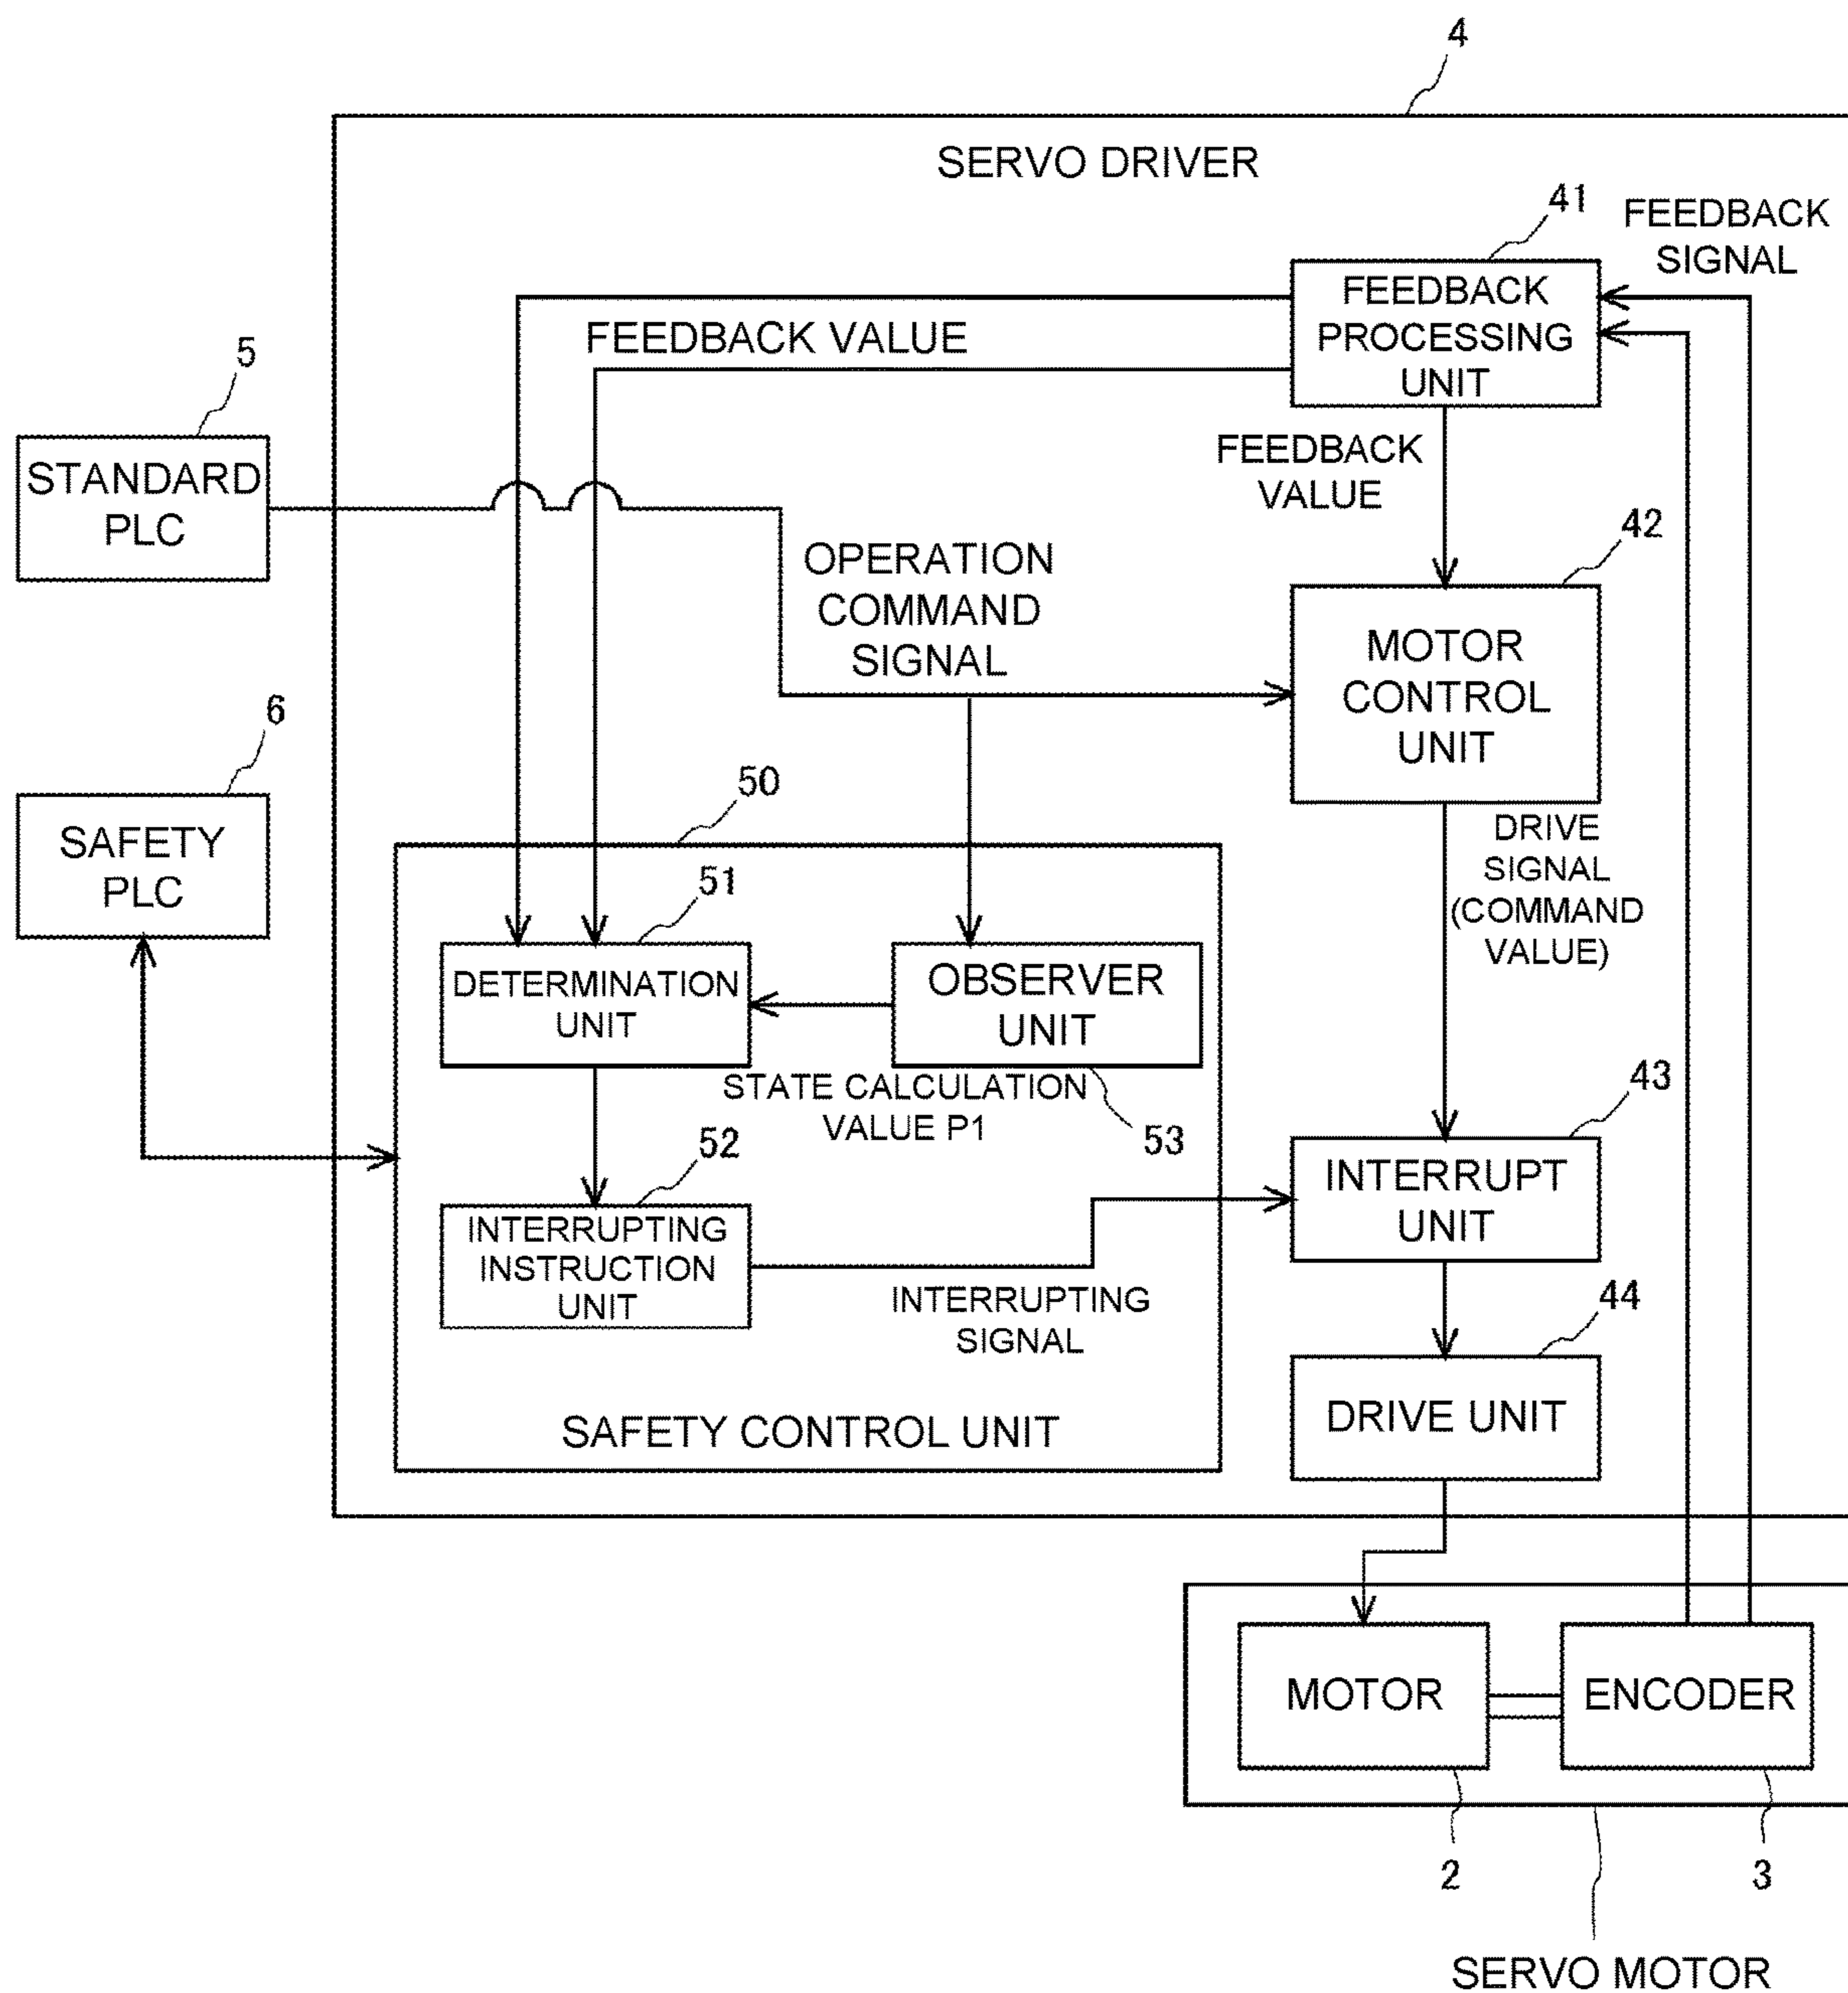 4
SERVO DRIVER
41
FEEDBACK
SIGNAL
FEEDBACK
PROCESSING
UNIT
FEEDBACK VALUE
5
STANDARD
PLC
FEEDBACK
VALUE
42
OPERATION
COMMAND
SIGNAL
MOTOR
CONTROL
UNIT
6
SAFETY
PLC
50
DRIVE
SIGNAL
(COMMAND
VALUE)
51
DETERMINATION
UNIT
OBSERVER
UNIT
STATE CALCULATION
VALUE P1
53
43
52
INTERRUPT
UNIT
INTERRUPTING
INSTRUCTION
UNIT
INTERRUPTING
SIGNAL
44
DRIVE UNIT
SAFETY CONTROL UNIT
MOTOR
ENCODER
2
3
SERVO MOTOR